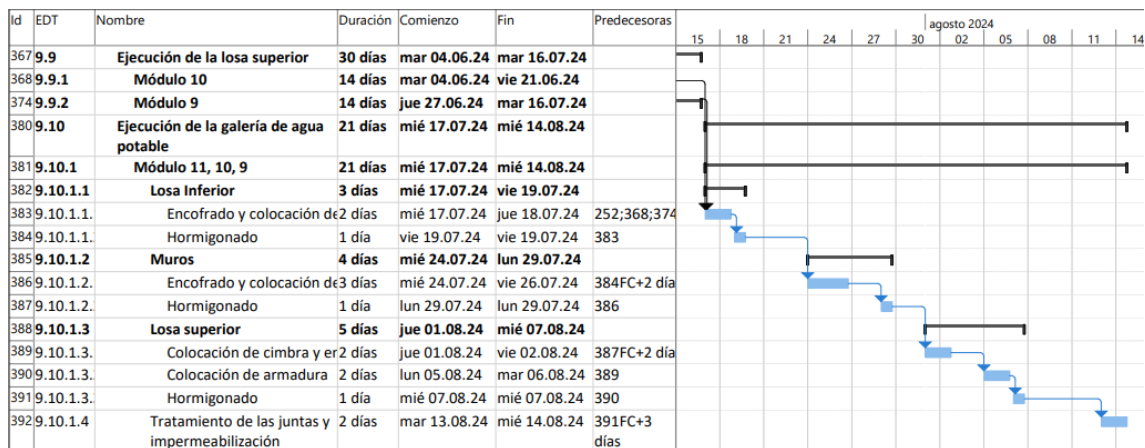 Id EDT Nombre Duración Comienzo Fin Predecesoras
agosto 2024
15 18 21 24 27 30 02 05 08 11 14
367 9.9 Ejecución de la losa superior 30 días mar 04.06.24 mar 16.07.24
368 9.9.1 Módulo 10 14 días mar 04.06.24 vie 21.06.24
374 9.9.2 Módulo 9 14 días jue 27.06.24 mar 16.07.24
380 9.10 Ejecución de la galería de agua 21 días mié 17.07.24 mié 14.08.24
potable
381 9.10.1 Módulo 11, 10, 9 21 días mié 17.07.24 mié 14.08.24
382 9.10.1.1 Losa Inferior 3 días mié 17.07.24 vie 19.07.24
383 9.10.1.1. Encofrado y colocación de 2 días mié 17.07.24 jue 18.07.24 252;368;374
384 9.10.1.1. Hormigonado 1 día vie 19.07.24 vie 19.07.24 383
385 9.10.1.2 Muros 4 días mié 24.07.24 lun 29.07.24
386 9.10.1.2. Encofrado y colocación de 3 días mié 24.07.24 vie 26.07.24 384FC+2 día
387 9.10.1.2. Hormigonado 1 día lun 29.07.24 lun 29.07.24 386
388 9.10.1.3 Losa superior 5 días jue 01.08.24 mié 07.08.24
389 9.10.1.3. Colocación de cimbra y en 2 días jue 01.08.24 vie 02.08.24 387FC+2 día
390 9.10.1.3. Colocación de armadura 2 días lun 05.08.24 mar 06.08.24 389
391 9.10.1.3. Hormigonado 1 día mié 07.08.24 mié 07.08.24 390
392 9.10.1.4 Tratamiento de las juntas y 2 días mar 13.08.24 mié 14.08.24 391FC+3
impermeabilización días